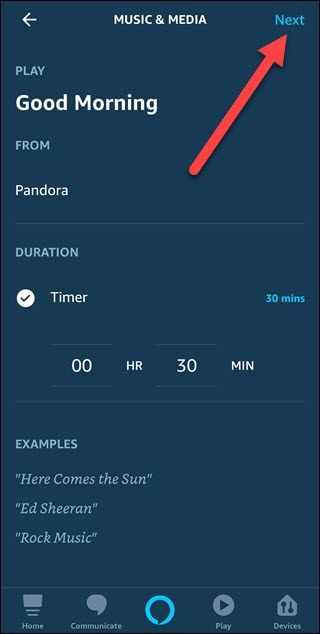 MUSIC & MEDIA Next
PLAY
Good Morning
FROM
Pandora
DURATION
Timer 30 mins
00 HR 30 MIN
EXAMPLES
"Here Comes the Sun"
"Ed Sheeran"
"Rock Music"
Home Communicate Play Devices